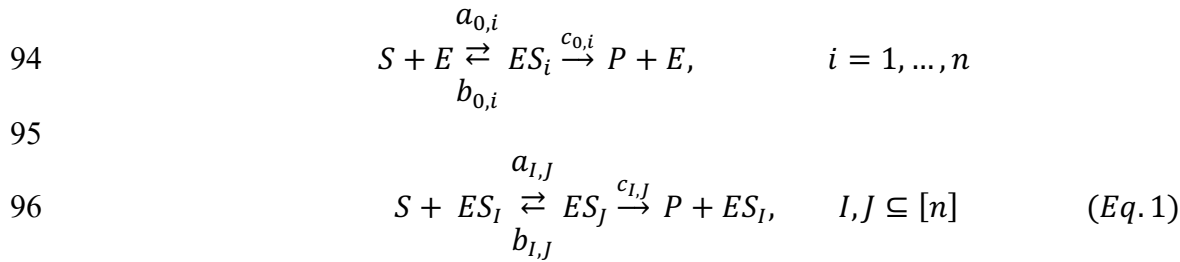 a_{0,i}
94 S + E ⇄ ES_i →^{c_{0,i}} P + E, i = 1, … , n
b_{0,i}
95
a_{I,J}
96 S + ES_I ⇄ ES_J →^{c_{I,J}} P + ES_I, I, J ⊆ [n] (Eq. 1)
b_{I,J}